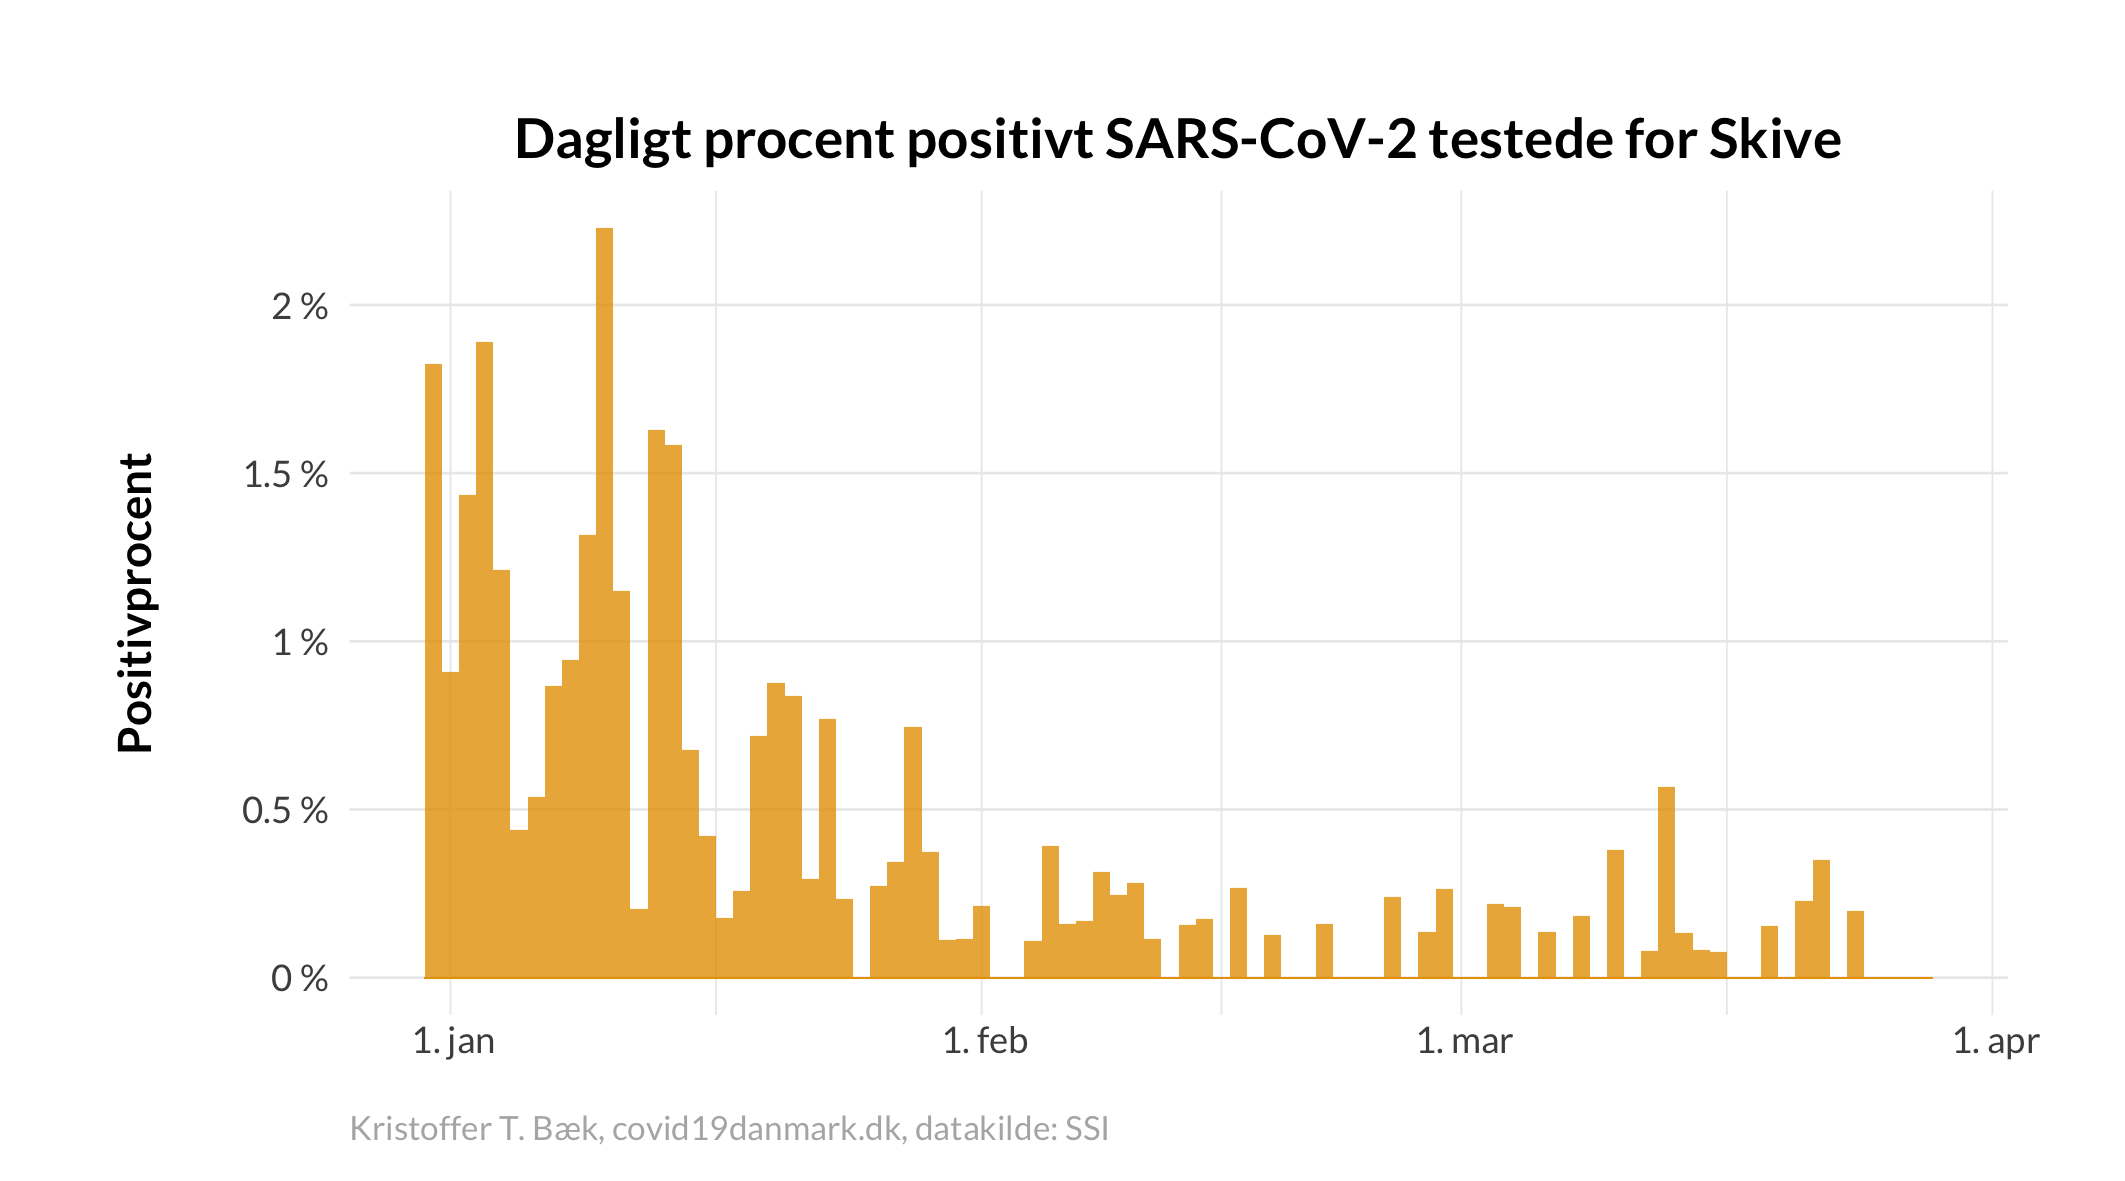 Dagligt procent positivt SARS-CoV-2 testede for Skive
Positivprocent
2 %
1.5 %
1 %
0.5 %
0 %
1. jan
1. feb
1. mar
1. apr
Kristoffer T. Bæk, covid19danmark.dk, datakilde: SSI